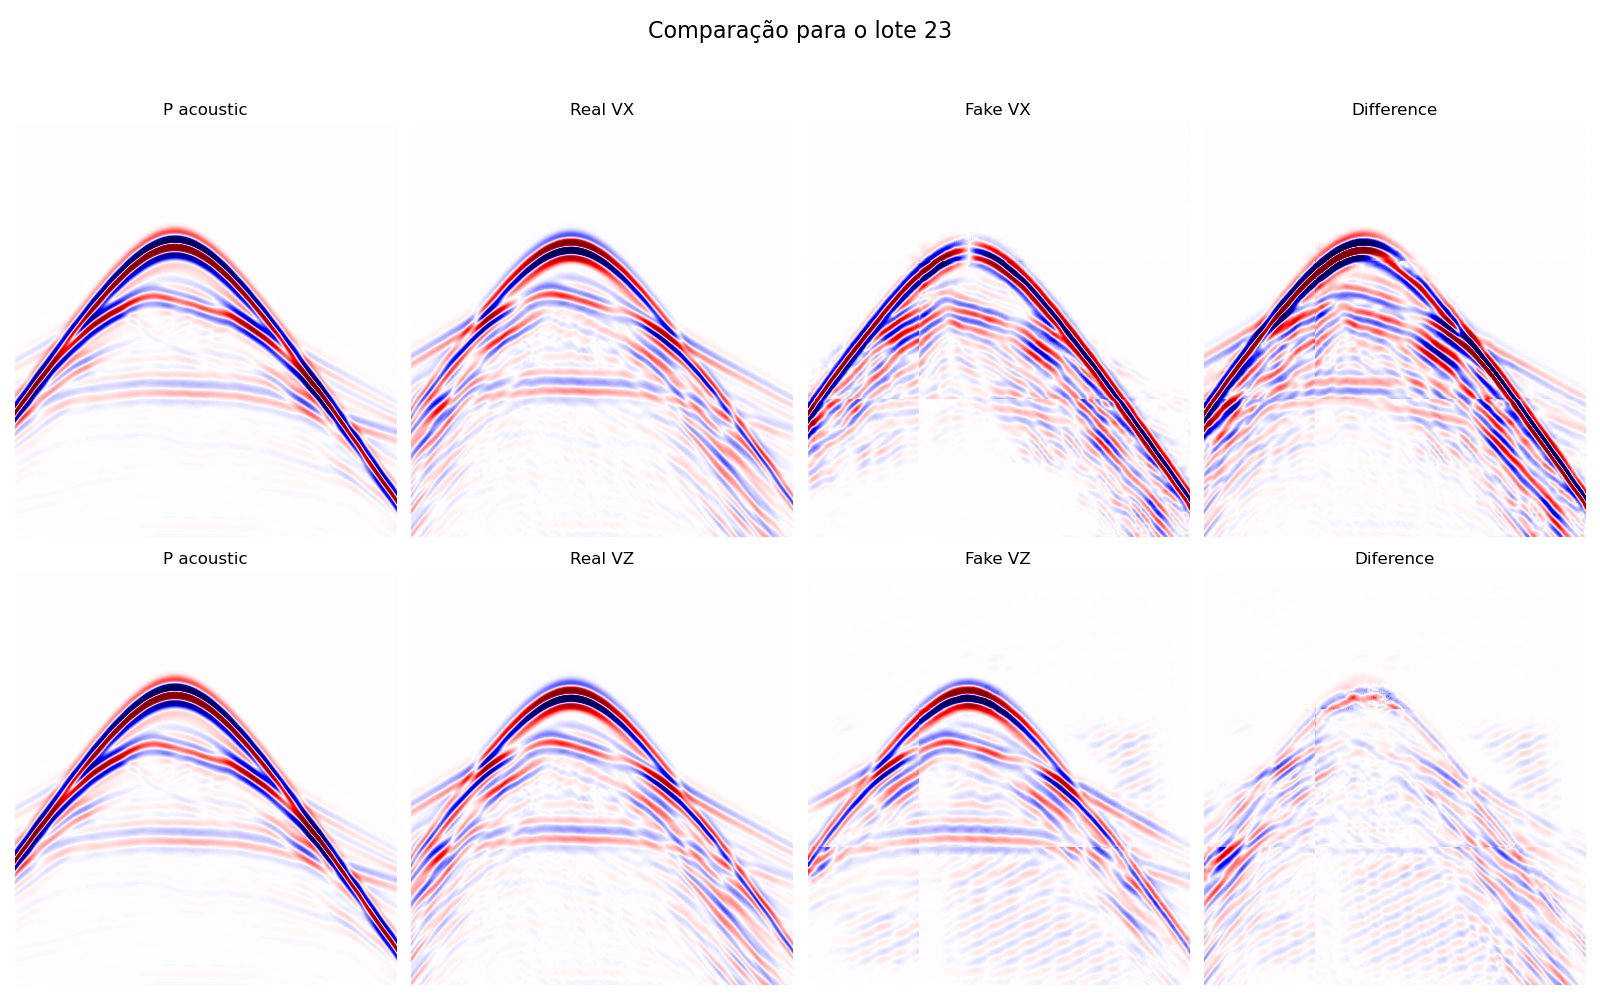 Comparação para o lote 23
P acoustic
Real VX
Fake VX
Difference
P acoustic
Real VZ
Fake VZ
Diference